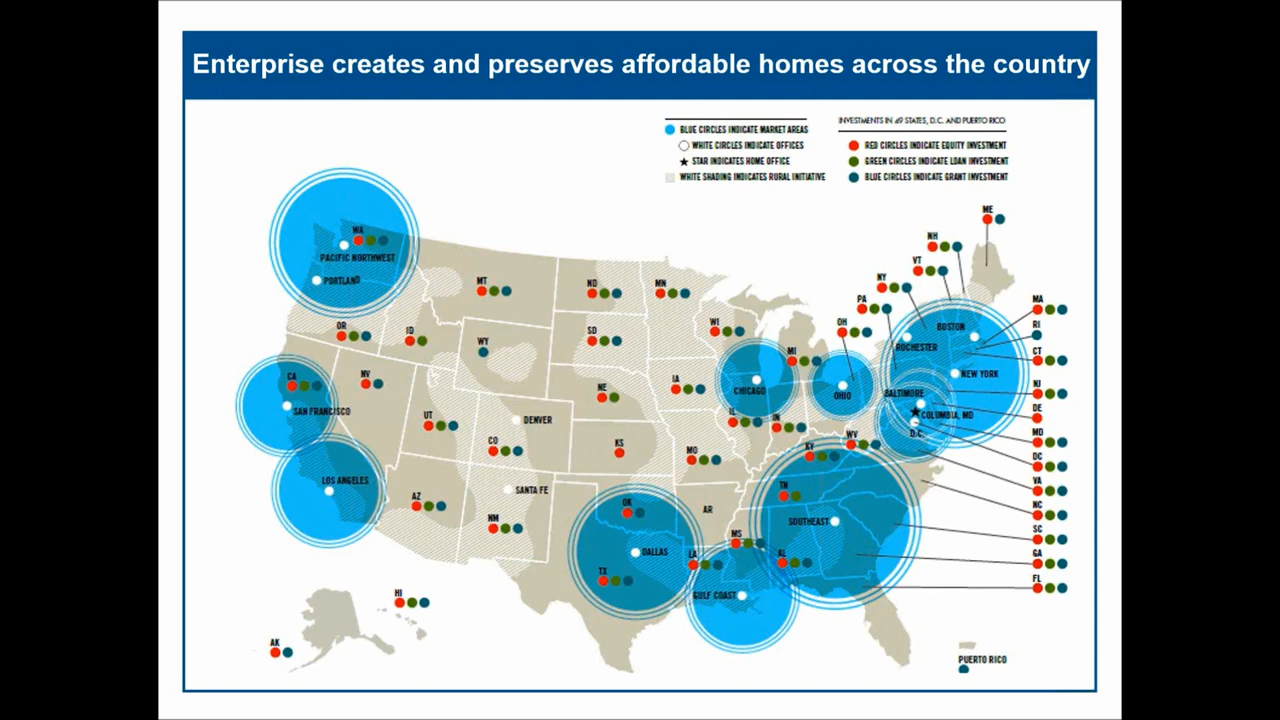 Enterprise creates and preserves affordable homes across the country
BLUE CIRCLES INDICATE MARKET AREAS
WHITE CIRCLES INDICATE OFFICES
STAR INDICATES HOME OFFICE
WHITE SHADING INDICATES RURAL INITIATIVE
INVESTMENTS IN 49 STATES, D.C. AND PUERTO RICO
RED CIRCLES INDICATE EQUITY INVESTMENT
GREEN CIRCLES INDICATE LOAN INVESTMENT
BLUE CIRCLES INDICATE GRANT INVESTMENT
ME
NH
VT
NY
PA
OH
WA
PACIFIC NORTHWEST
PORTLAND
MT
ND
MN
OR
ID
WY
SD
WI
MI
BOSTON
ROCHESTER
MA
RI
CT
NEW YORK
NJ
DE
MD
DC
VA
NC
SC
GA
FL
CA
SAN FRANCISCO
NV
UT
NE
IA
CHICAGO
OHIO
BALTIMORE
COLUMBIA, MD
D.C.
DENVER
CO
KS
MO
IL
IN
WV
KY
LOS ANGELES
AZ
SANTA FE
NM
OK
AR
TN
SOUTHEAST
DALLAS
TX
LA
MS
AL
GULF COAST
HI
AK
PUERTO RICO